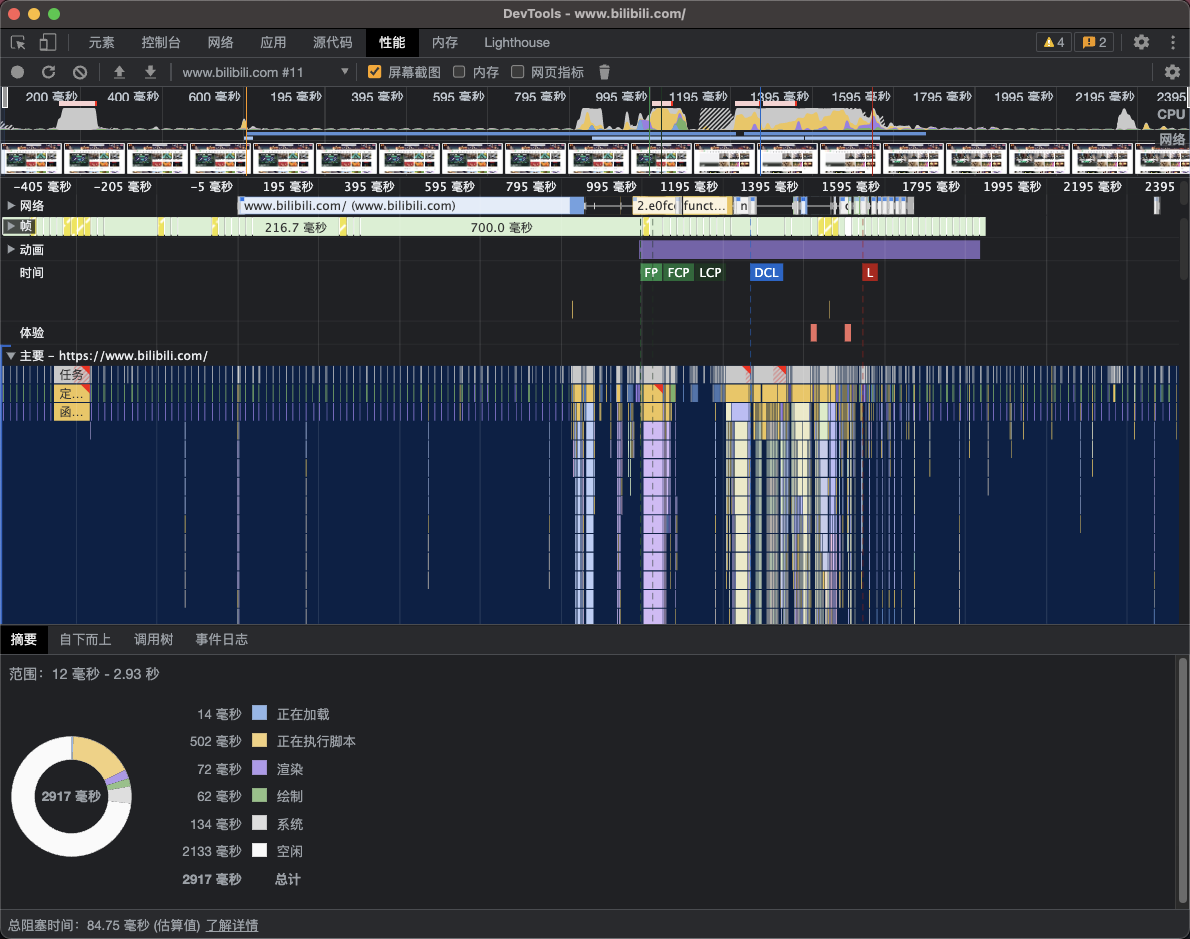 DevTools - www.bilibili.com/
元素 控制台 网络 应用 源代码 性能 内存 Lighthouse 4 2
www.bilibili.com #11 屏幕截图 内存 网页指标
200 毫秒 400 毫秒 600 毫秒 195 毫秒 395 毫秒 595 毫秒 795 毫秒 995 毫秒 1195 毫秒 1395 毫秒 1595 毫秒 1795 毫秒 1995 毫秒 2195 毫秒 2395
CPU
网络
-405 毫秒 -205 毫秒 -5 毫秒 195 毫秒 395 毫秒 595 毫秒 795 毫秒 995 毫秒 1195 毫秒 1395 毫秒 1595 毫秒 1795 毫秒 1995 毫秒 2195 毫秒 2395
网络 www.bilibili.com/ (www.bilibili.com) 2.e0fc funct…
帧 216.7 毫秒 700.0 毫秒
动画
时间 FP FCP LCP DCL L
体验
主要 – https://www.bilibili.com/
任务
定…
函…
摘要 自下而上 调用树 事件日志
范围：12 毫秒 - 2.93 秒
14 毫秒 正在加载
502 毫秒 正在执行脚本
72 毫秒 渲染
62 毫秒 绘制
2917 毫秒
134 毫秒 系统
2133 毫秒 空闲
2917 毫秒 总计
总阻塞时间：84.75 毫秒 (估算值) 了解详情